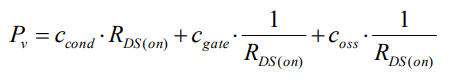 P_v = c_cond · R_DS(on) + c_gate · 1/R_DS(on) + c_oss · 1/R_DS(on)